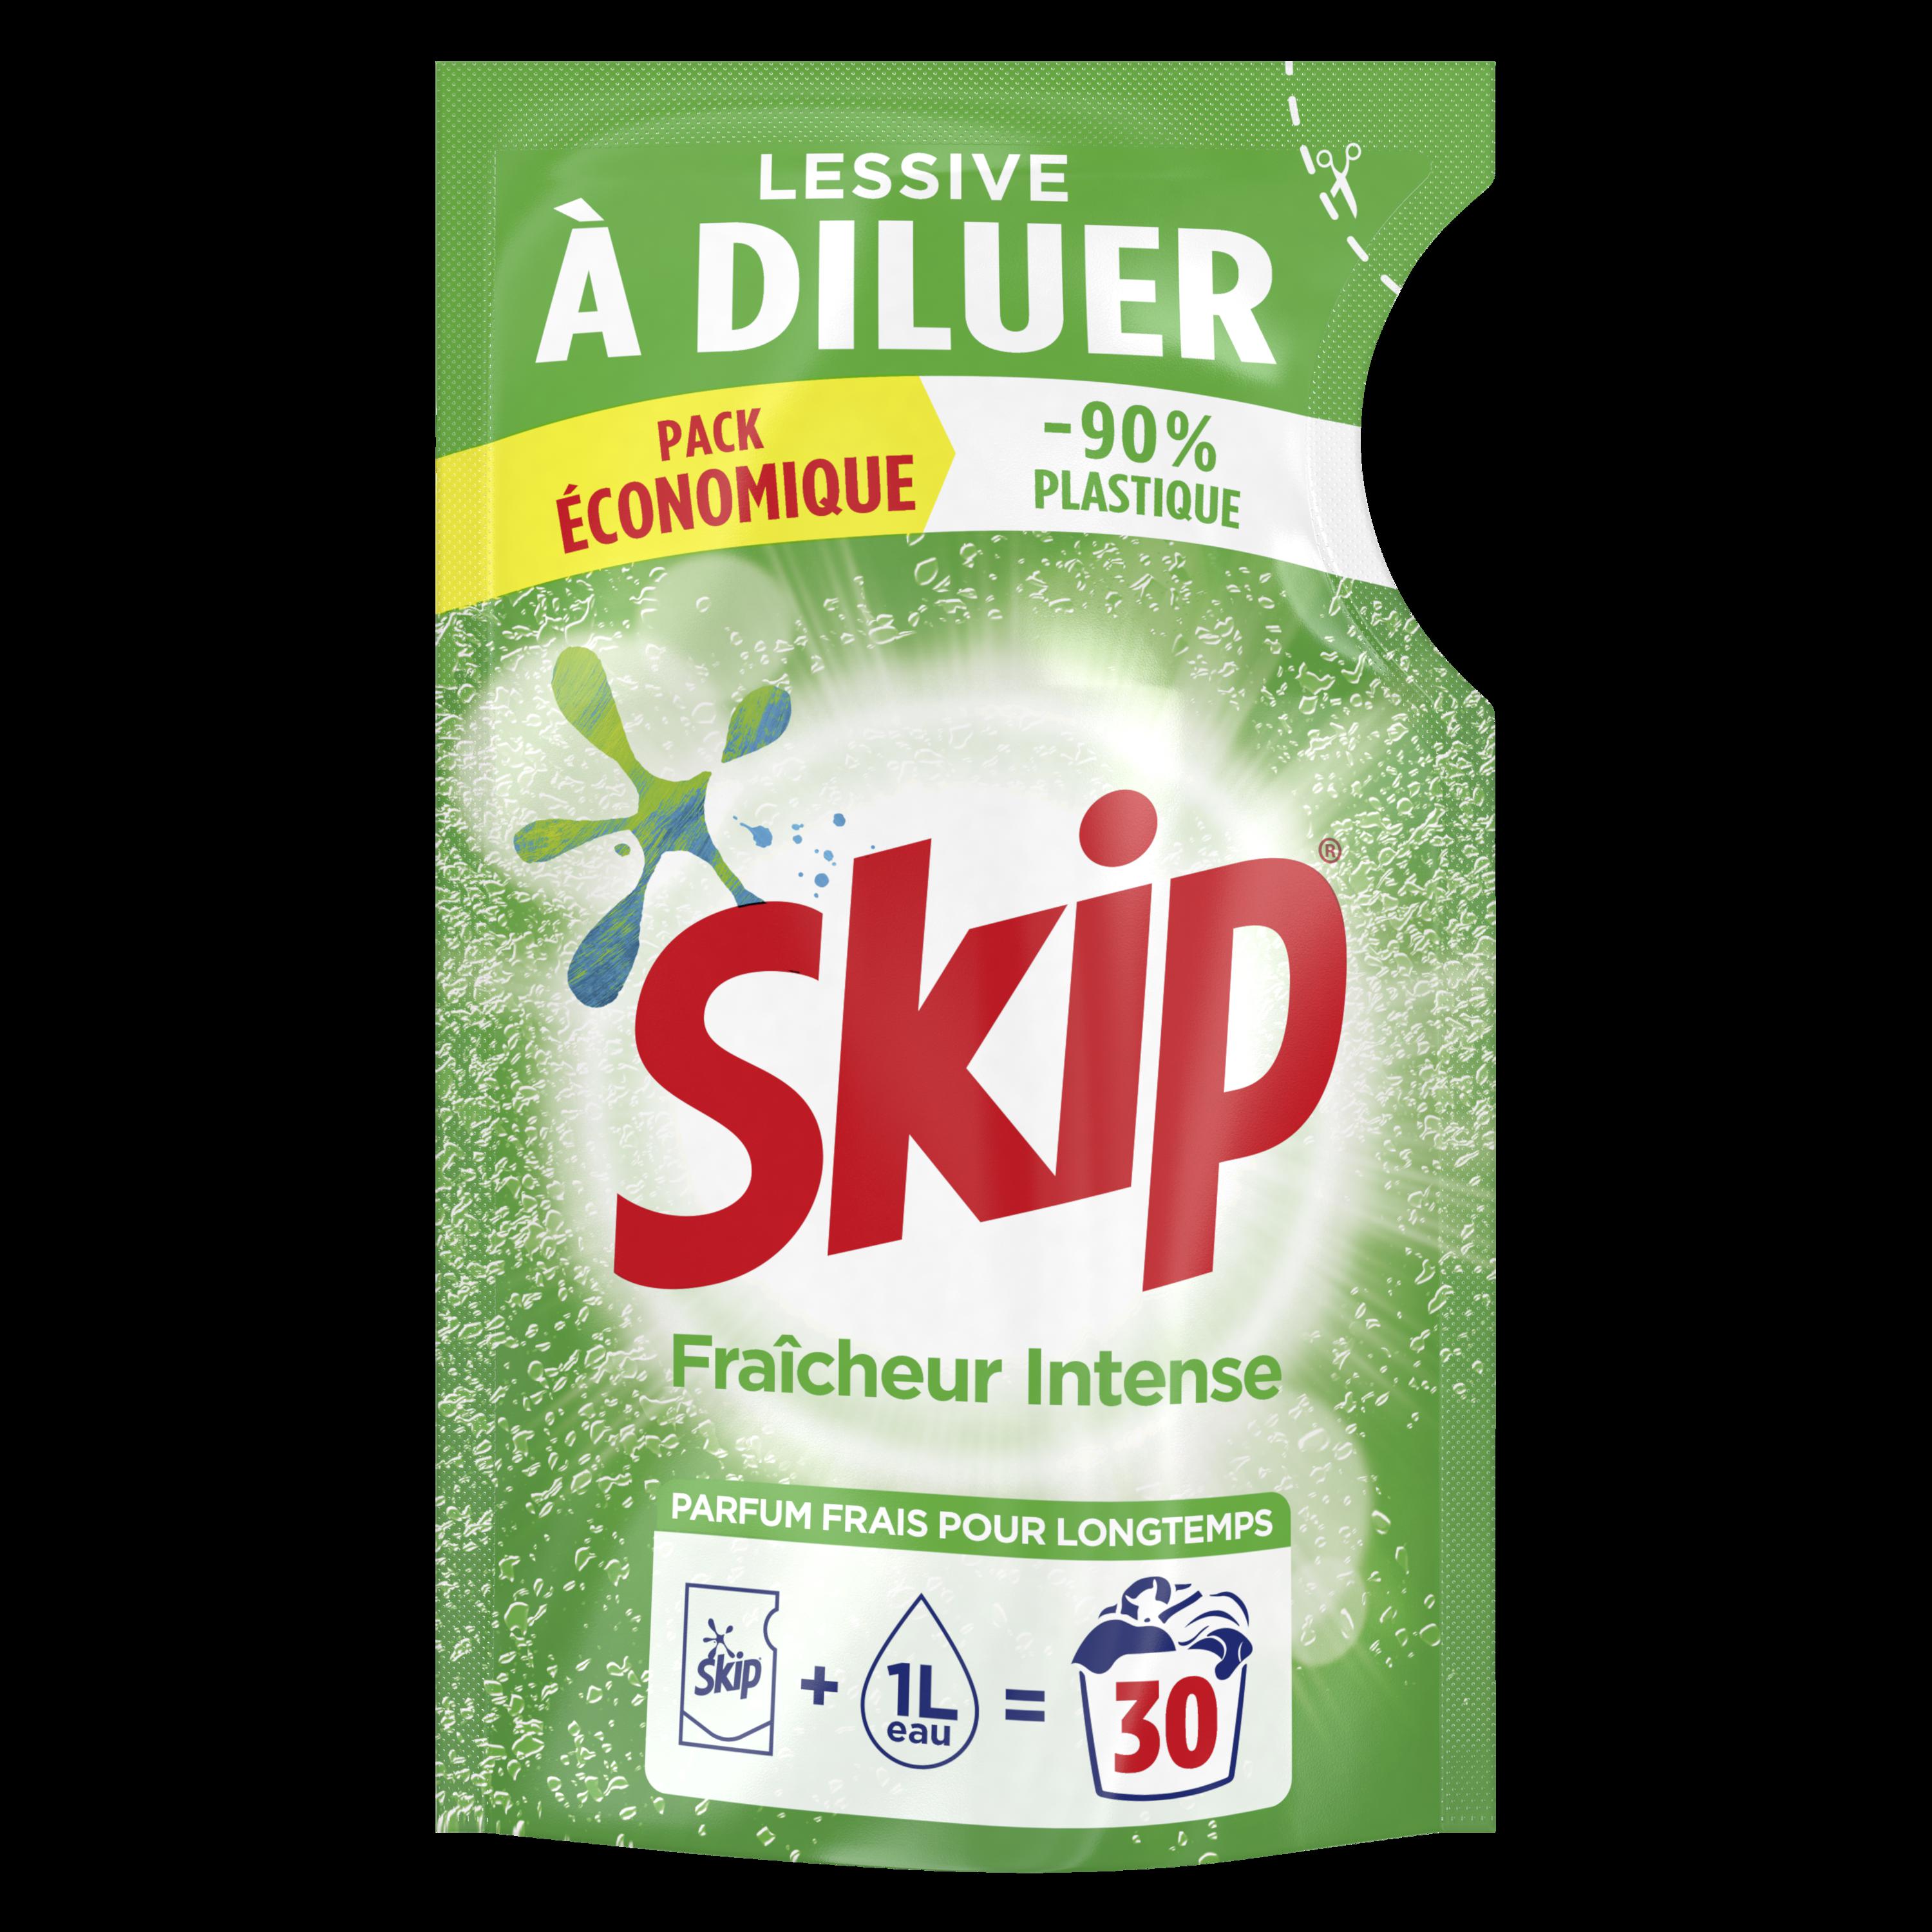 LESSIVE
À DILUER
PACK
ÉCONOMIQUE
-90%
PLASTIQUE
Skip®
Fraîcheur Intense
PARFUM FRAIS POUR LONGTEMPS
Skip + 1L eau = 30